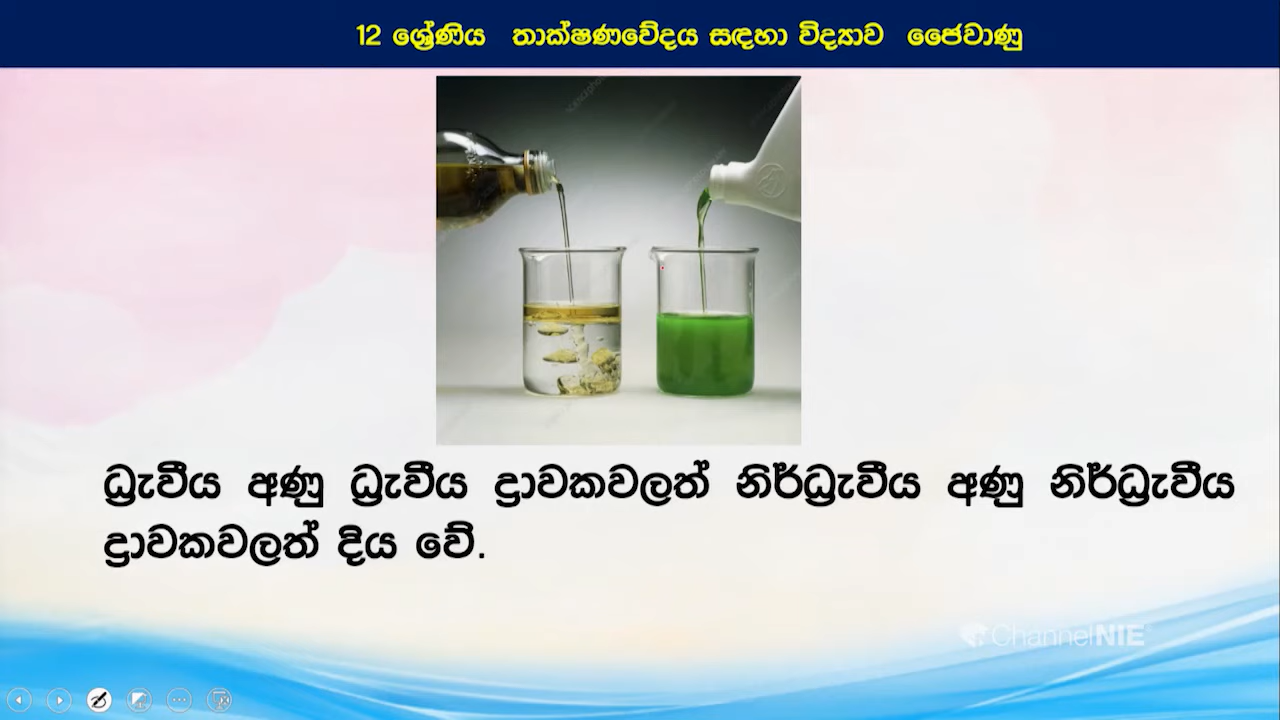 12 ශ්‍රේණිය තාක්ෂණවේදය සඳහා විද්‍යාව ජෛවාණු
ධ්‍රැවීය අණු ධ්‍රැවීය ද්‍රාවකවලත් නිර්ධ්‍රැවීය අණු නිර්ධ්‍රැවීය
ද්‍රාවකවලත් දිය වේ.
ChannelNIE